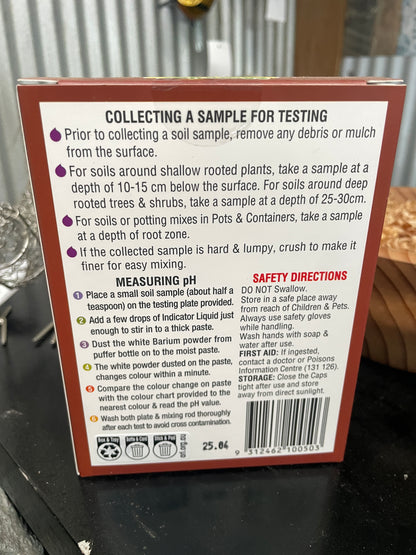 COLLECTING A SAMPLE FOR TESTING
Prior to collecting a soil sample, remove any debris or mulch
from the surface.
For soils around shallow rooted plants, take a sample at a
depth of 10-15 cm below the surface. For soils around deep
rooted trees & shrubs, take a sample at a depth of 25-30cm.
For soils or potting mixes in Pots & Containers, take a sample
at a depth of root zone.
If the collected sample is hard & lumpy, crush to make it
finer for easy mixing.
MEASURING pH
1 Place a small soil sample (about half a
teaspoon) on the testing plate provided.
2 Add a few drops of Indicator Liquid just
enough to stir in to a thick paste.
3 Dust the white Barium powder from
puffer bottle on to the moist paste.
4 The white powder dusted on the paste,
changes colour within a minute.
5 Compare the colour change on paste
with the colour chart provided to the
nearest colour & read the pH value.
6 Wash both plate & mixing rod thoroughly
after each test to avoid cross contamination.
SAFETY DIRECTIONS
DO NOT Swallow.
Store in a safe place away
from reach of Children & Pets.
Always use safety gloves
while handling.
Wash hands with soap &
water after use.
FIRST AID: If ingested,
contact a doctor or Poisons
Information Centre (131 126).
STORAGE: Close the Caps
tight after use and store
away from direct sunlight.
Box & Tray
arl.org.au
25.04
9 312462 100503